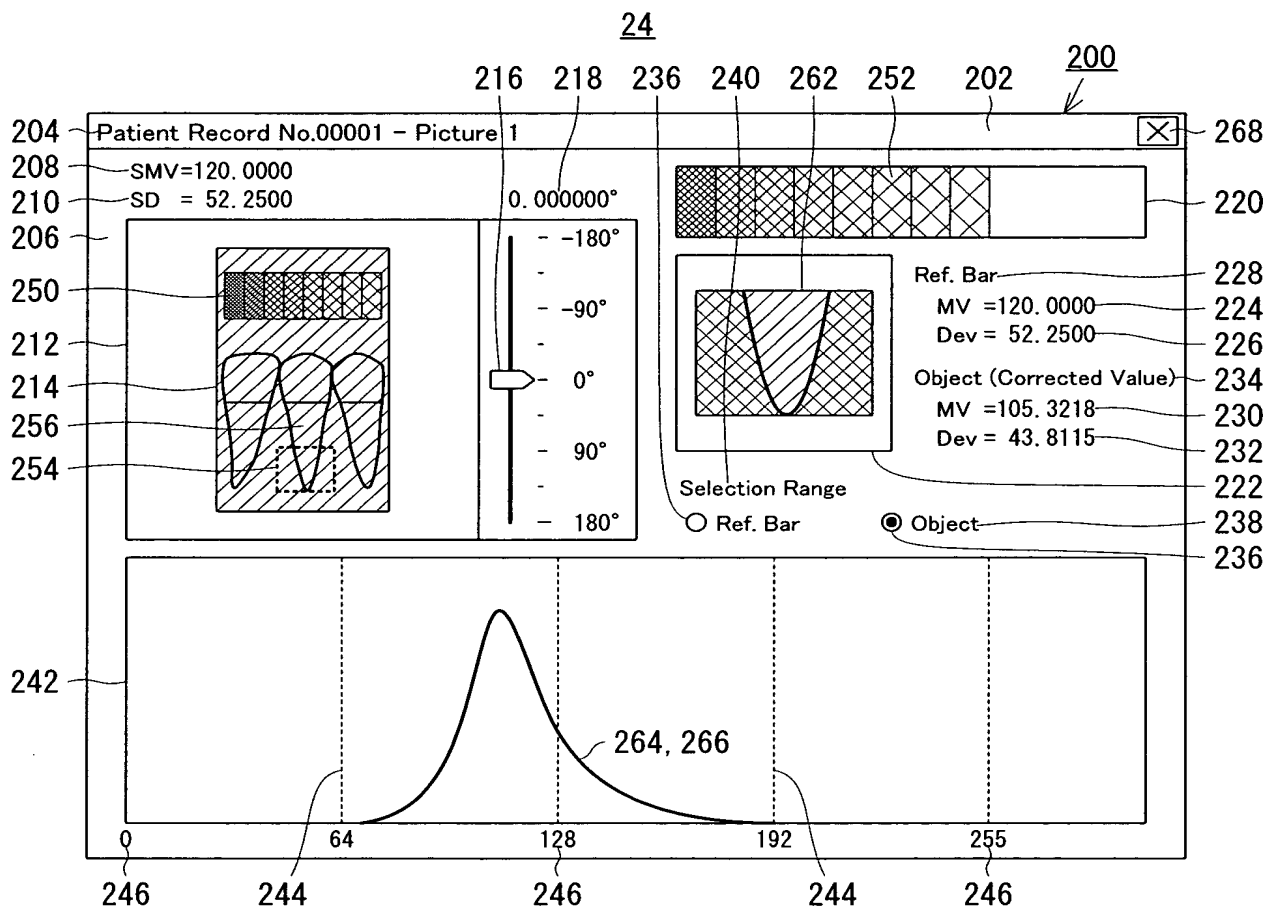 24
216 218 236 240 262 252 202 200
204 Patient Record No.00001 - Picture 1 268
208 SMV=120.0000
210 SD = 52.2500 0.000000° 220
206 -180°
250 Ref. Bar 228
-90° MV =120.0000 224
212 Dev = 52.2500 226
214 0° Object (Corrected Value) 234
256 MV =105.3218 230
254 90° Dev = 43.8115 232
Selection Range 222
180° Ref. Bar Object 238
236
242
264, 266
0 64 128 192 255
246 244 246 244 246